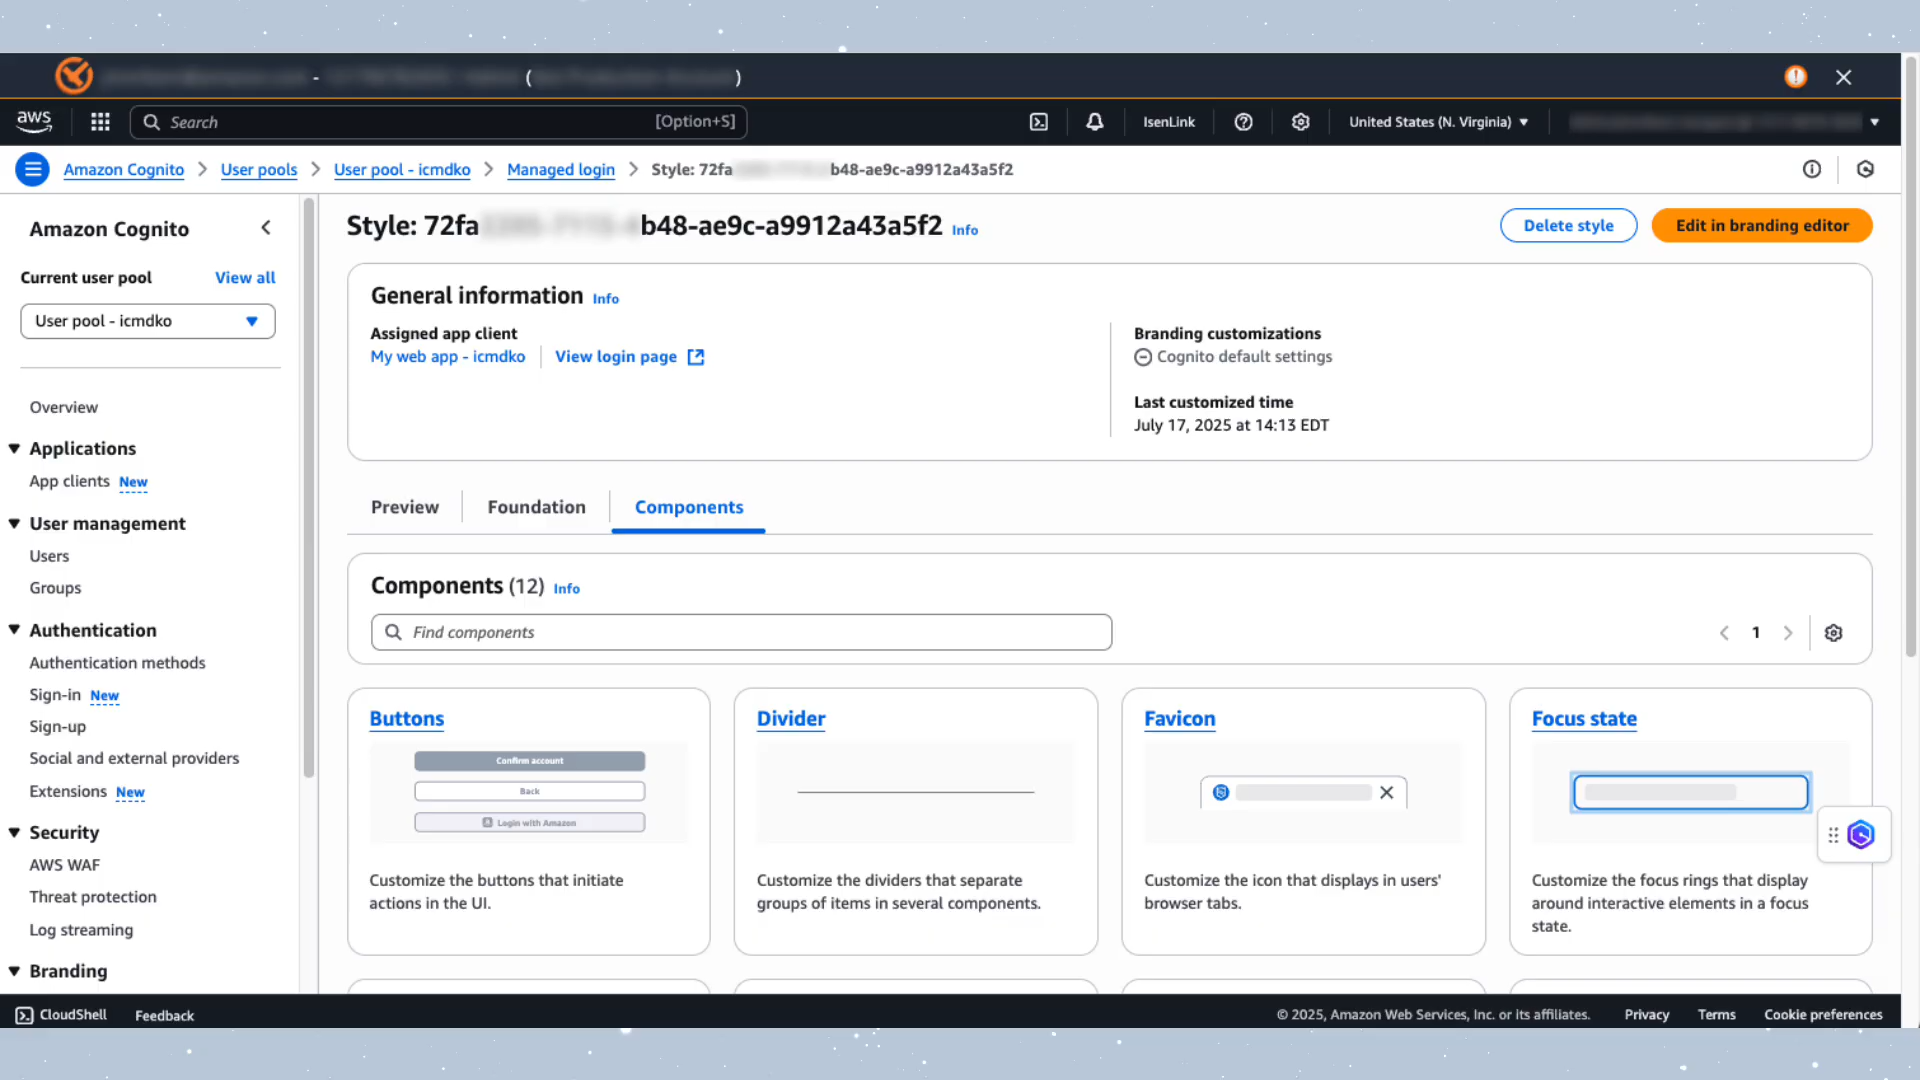 - ( )
aws
Search [Option+S]
IsenLink
United States (N. Virginia)
Amazon Cognito
User pools
User pool - icmdko
Managed login
Style: 72fa b48-ae9c-a9912a43a5f2
Amazon Cognito
Current user pool View all
User pool - icmdko
Overview
Applications
App clients New
User management
Users
Groups
Authentication
Authentication methods
Sign-in New
Sign-up
Social and external providers
Extensions New
Security
AWS WAF
Threat protection
Log streaming
Branding
Style: 72fa b48-ae9c-a9912a43a5f2 Info
Delete style
Edit in branding editor
General information Info
Assigned app client
My web app - icmdko
View login page
Branding customizations
Cognito default settings
Last customized time
July 17, 2025 at 14:13 EDT
Preview
Foundation
Components
Components (12) Info
Find components
1
Buttons
Confirm account
Back
Login with Amazon
Customize the buttons that initiate
actions in the UI.
Divider
Customize the dividers that separate
groups of items in several components.
Favicon
Customize the icon that displays in users'
browser tabs.
Focus state
Customize the focus rings that display
around interactive elements in a focus
state.
CloudShell
Feedback
© 2025, Amazon Web Services, Inc. or its affiliates.
Privacy
Terms
Cookie preferences